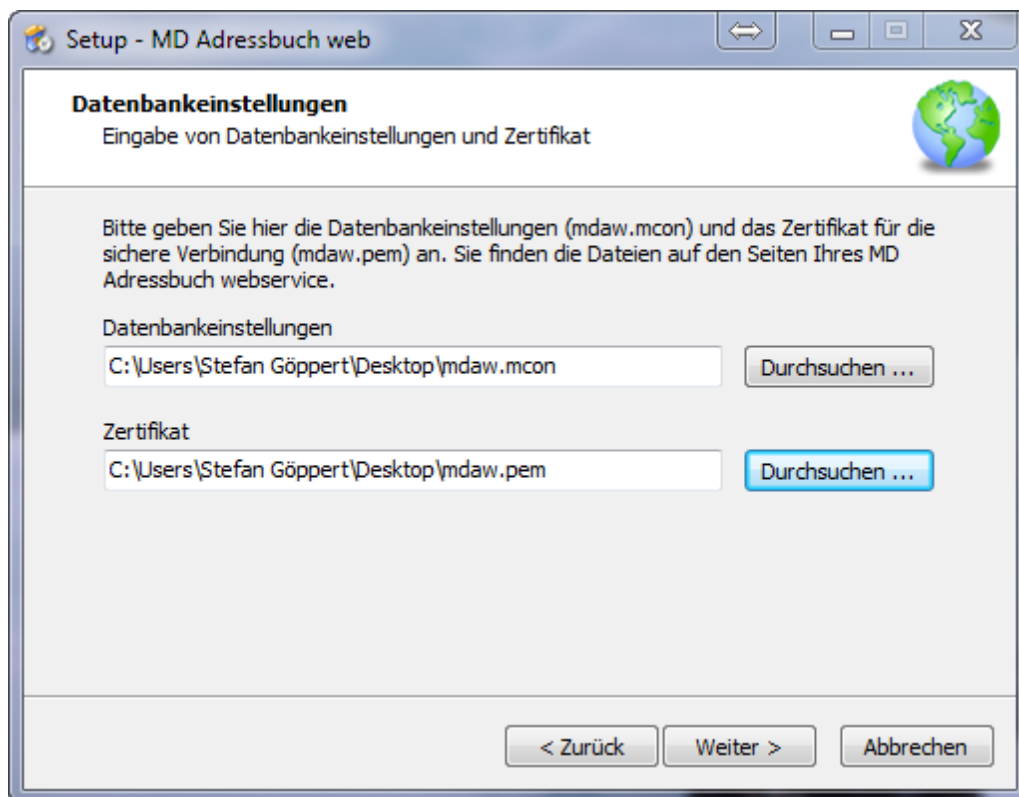 Setup - MD Adressbuch web
Datenbankeinstellungen
Eingabe von Datenbankeinstellungen und Zertifikat
Bitte geben Sie hier die Datenbankeinstellungen (mdaw.mcon) und das Zertifikat für die
sichere Verbindung (mdaw.pem) an. Sie finden die Dateien auf den Seiten Ihres MD
Adressbuch webservice.
Datenbankeinstellungen
C:\Users\Stefan Göppert\Desktop\mdaw.mcon
Durchsuchen ...
Zertifikat
C:\Users\Stefan Göppert\Desktop\mdaw.pem
Durchsuchen ...
< Zurück
Weiter >
Abbrechen